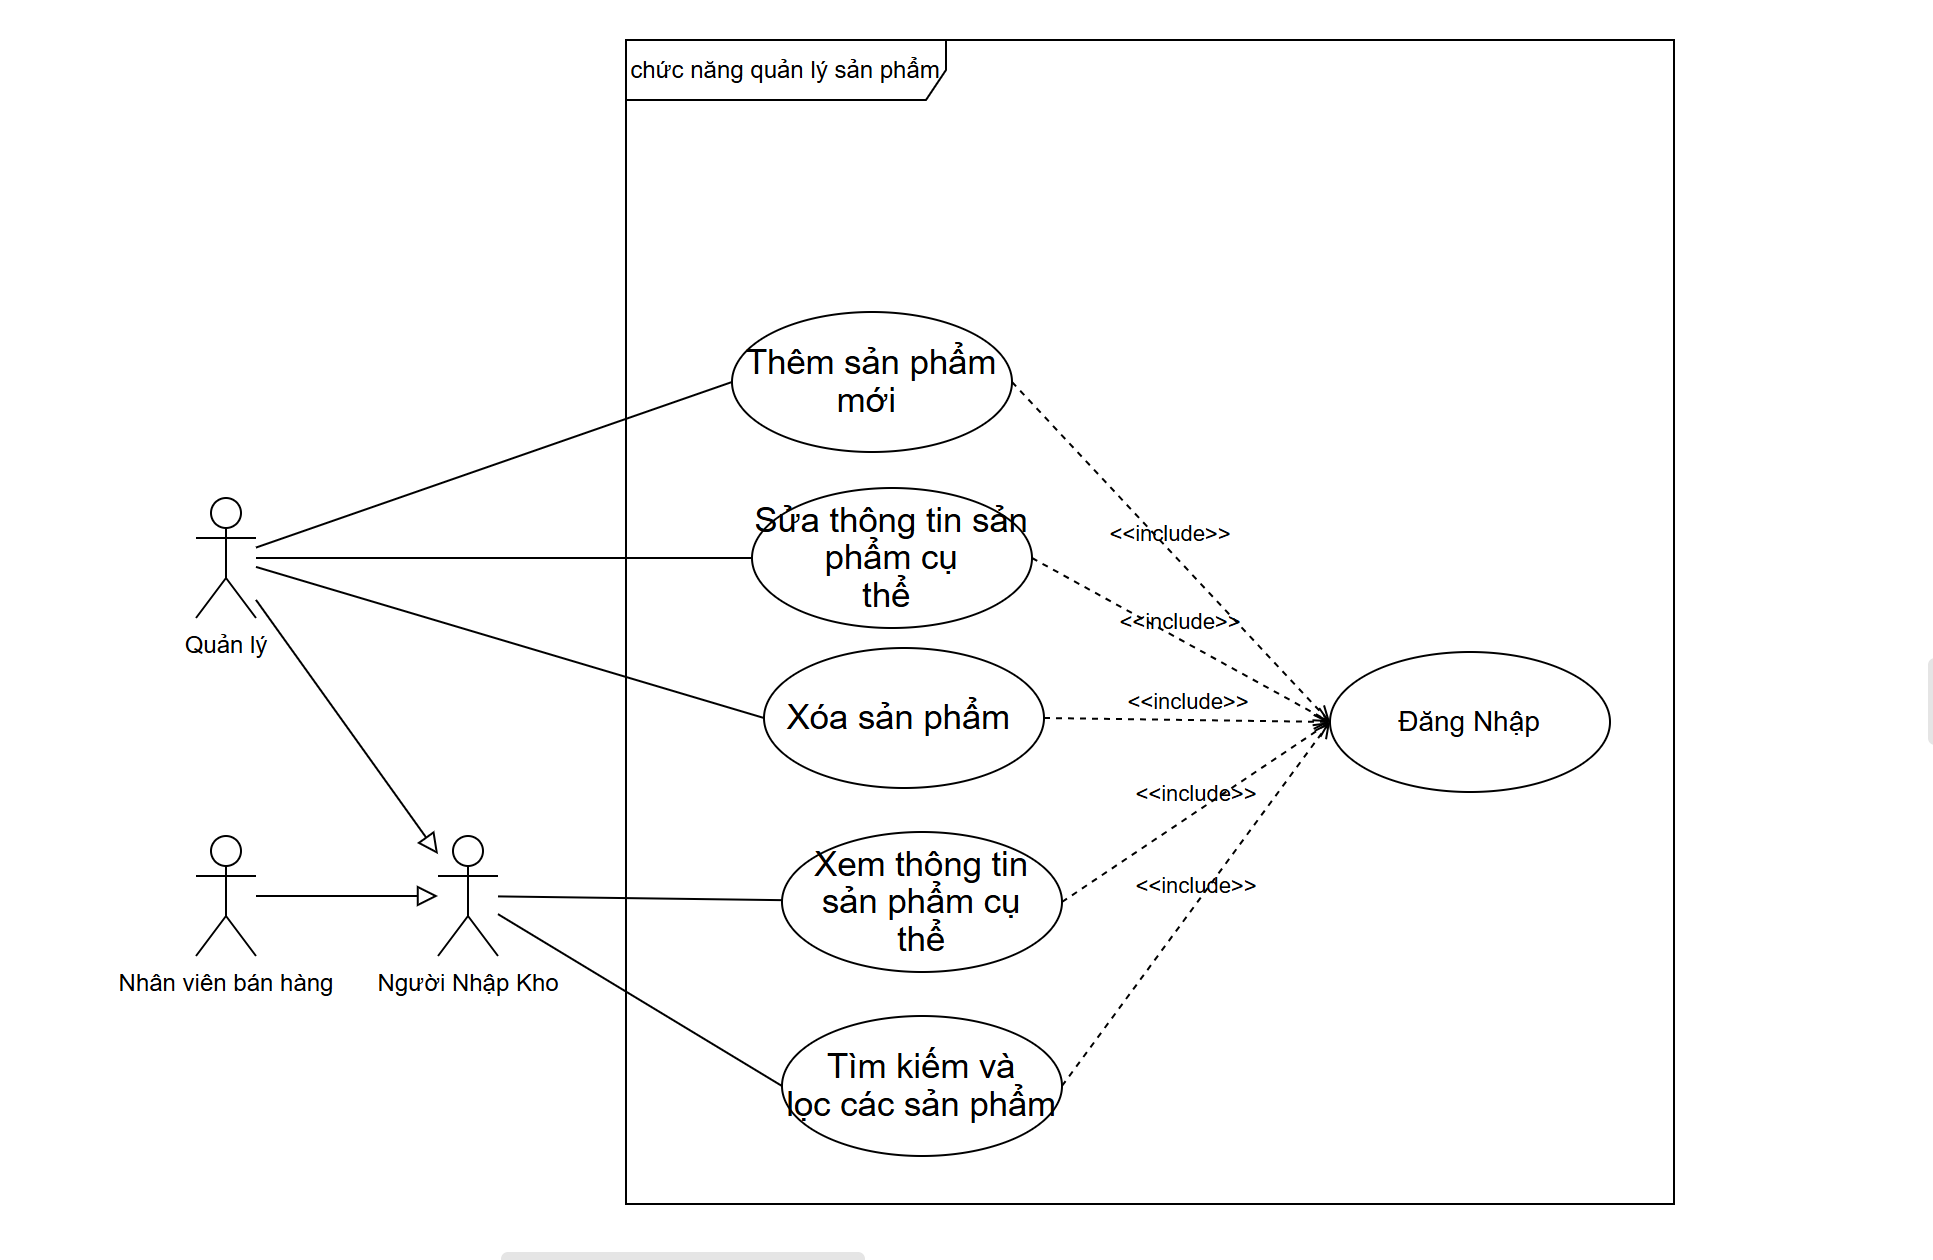 chức năng quản lý sản phẩm
Thêm sản phẩm
mới
<<include>>
Sửa thông tin sản
phẩm cụ
thể
<<include>>
Quản lý
Xóa sản phẩm
<<include>>
Đăng Nhập
<<include>>
Xem thông tin
sản phẩm cụ
thể
<<include>>
Nhân viên bán hàng
Người Nhập Kho
Tìm kiếm và
lọc các sản phẩm